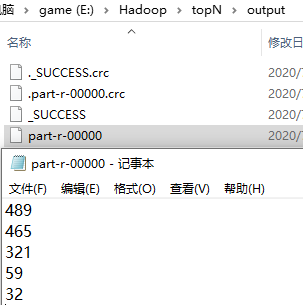 game (E:) > Hadoop > topN > output
名称
修改日
._SUCCESS.crc
2020/
.part-r-00000.crc
2020/
_SUCCESS
2020/
part-r-00000
2020/
part-r-00000 - 记事本
文件(F) 编辑(E) 格式(O) 查看(V) 帮助(H)
489
465
321
59
32